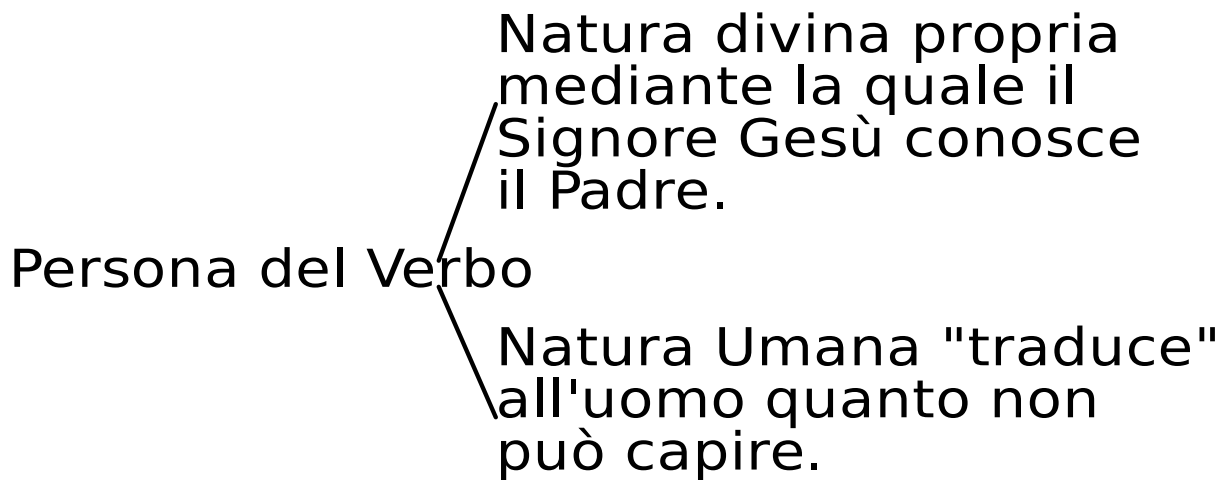 Natura divina propria
mediante la quale il
Signore Gesù conosce
il Padre.
Persona del Verbo
Natura Umana "traduce"
all'uomo quanto non
può capire.